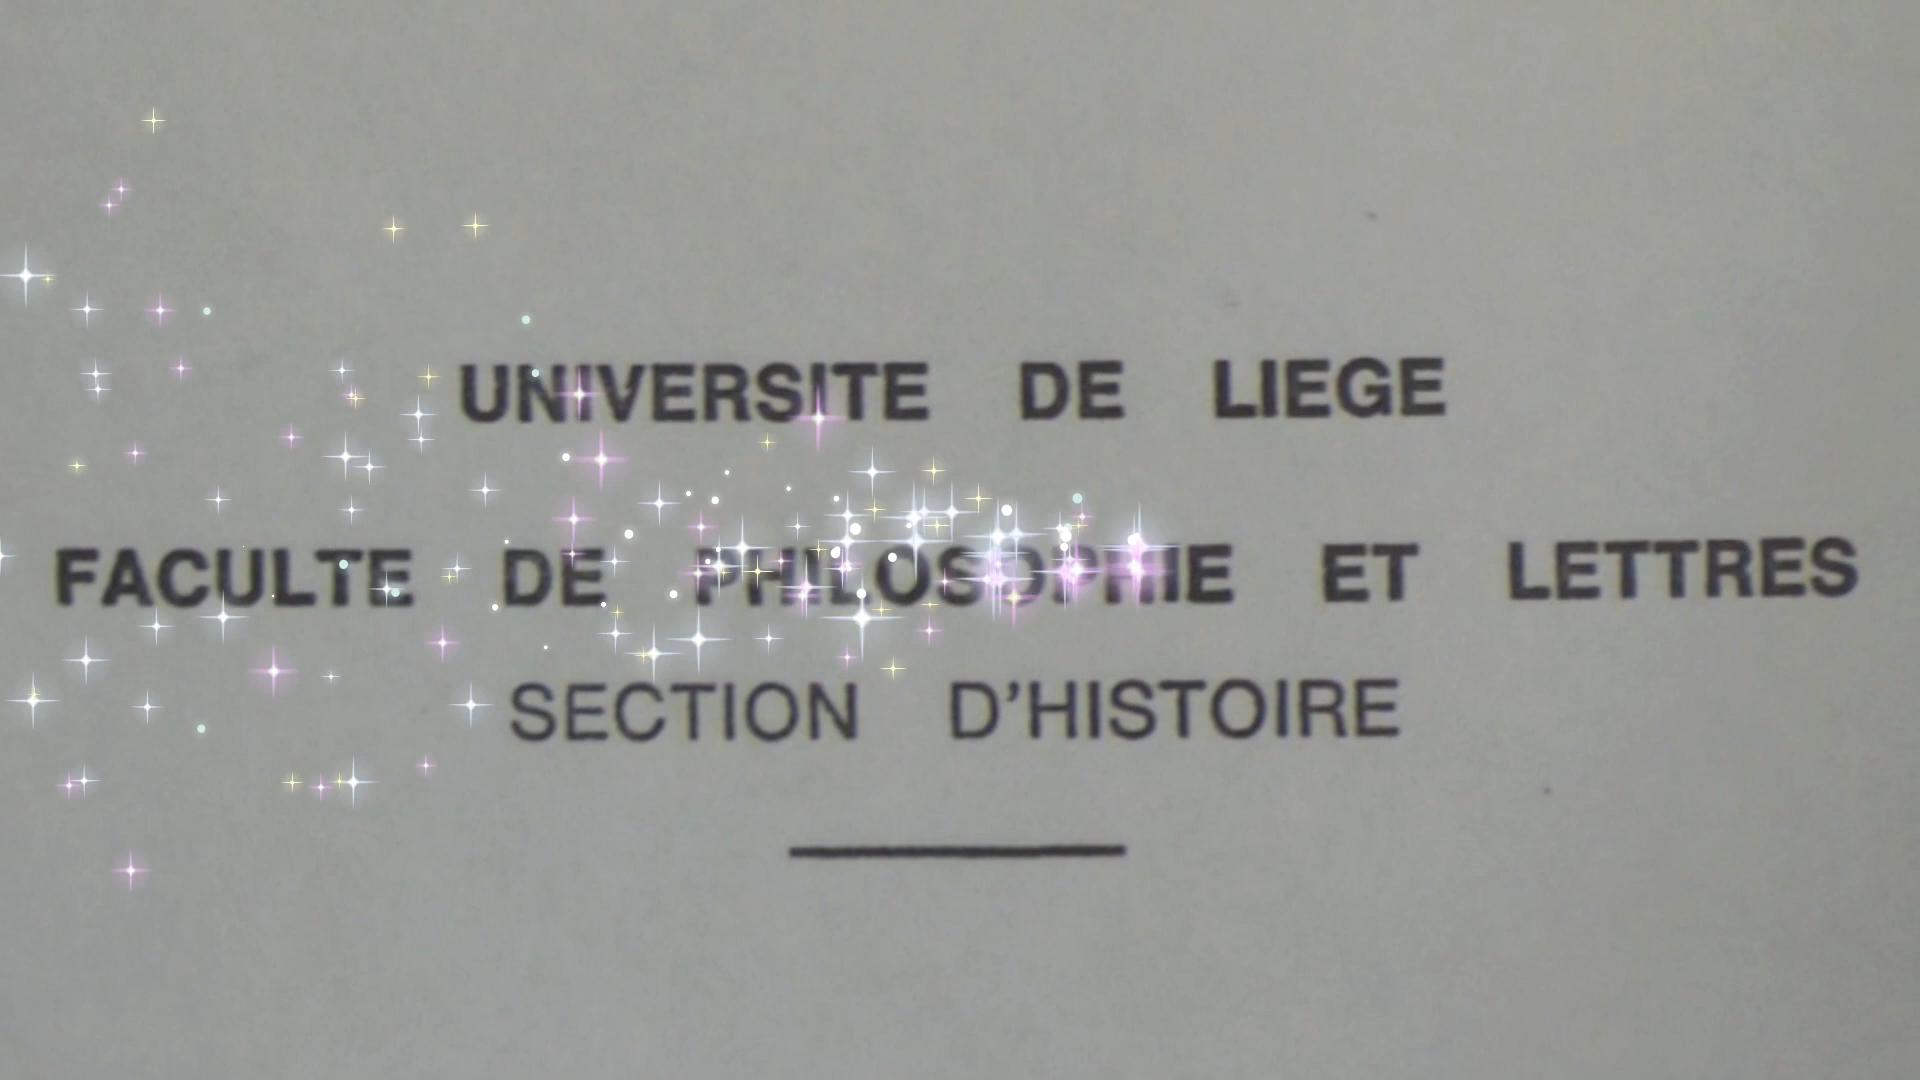 UNIVERSITE DE LIEGE
FACULTE DE PHILOSOPHIE ET LETTRES
SECTION D'HISTOIRE